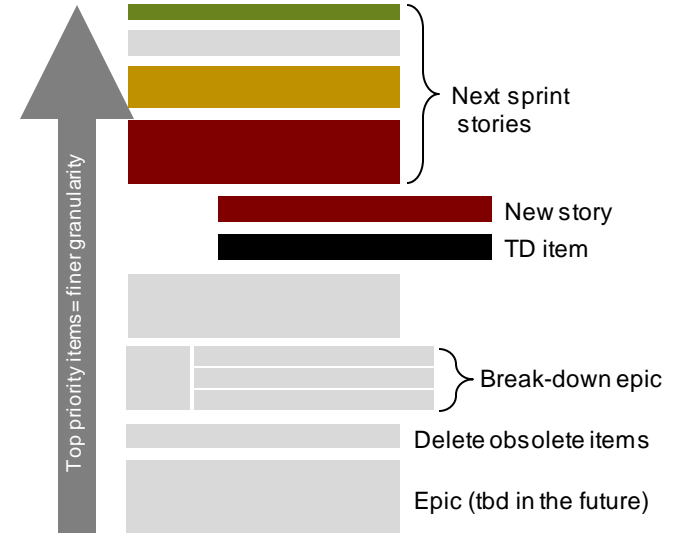 Next sprint
stories
New story
TD item
Top priority items= finer granularity
Break-down epic
Delete obsolete items
Epic (tbd in the future)